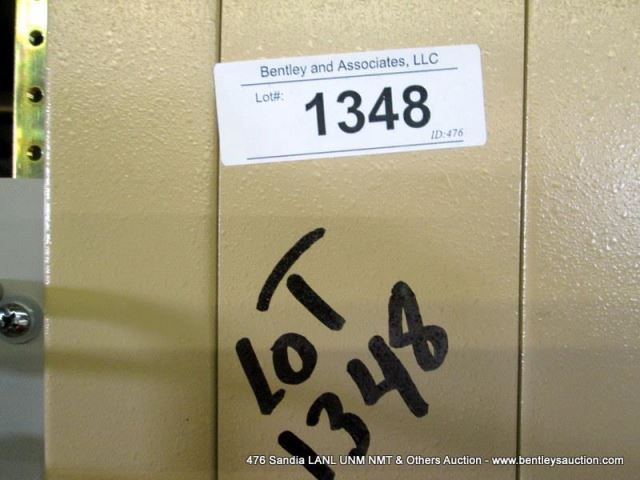 Bentley and Associates, LLC
Lot#: 1348
ID:476
LOT
1348
476 Sandia LANL UNM NMT & Others Auction - www.bentleysauction.com